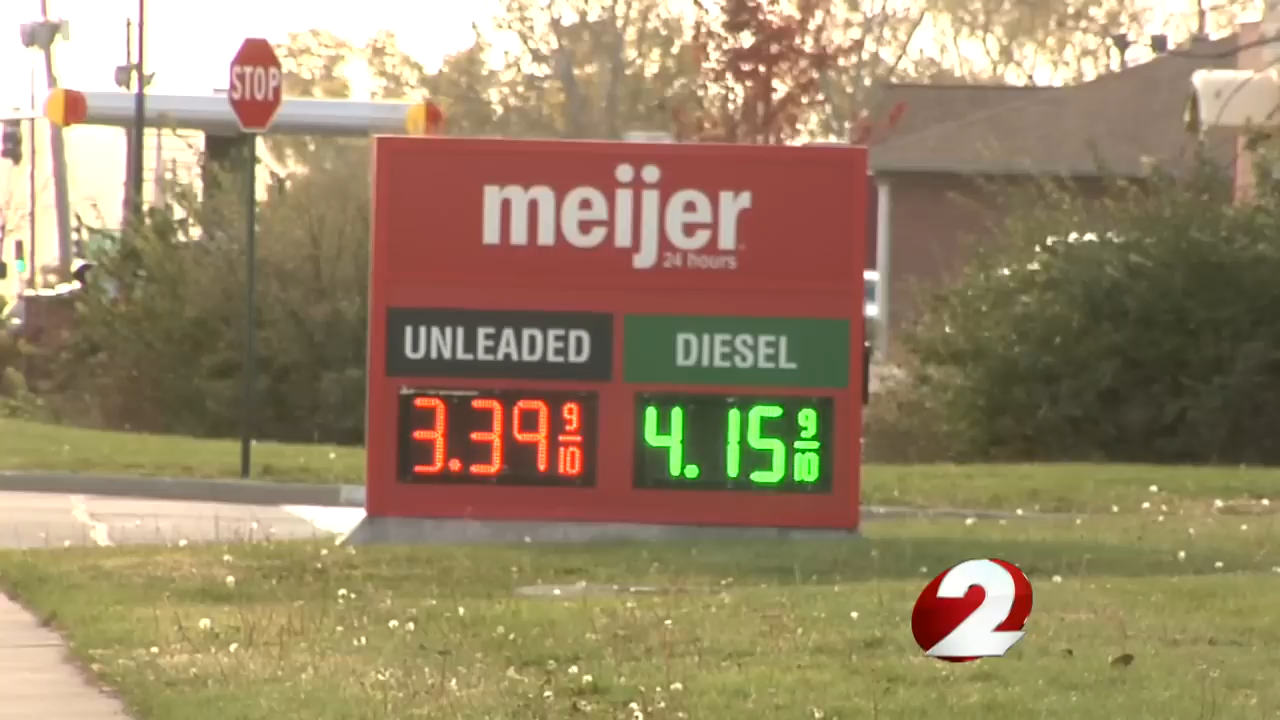 STOP
meijer
24 hours
UNLEADED DIESEL
3.39 9/10 4.15 9/10
2